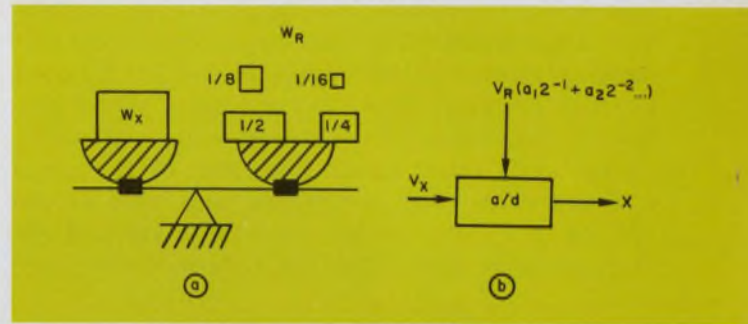 W_R
1/8 1/16
W_X 1/2 1/4
a
V_R(a_1 2^-1 + a_2 2^-2...)
V_X a/d X
b